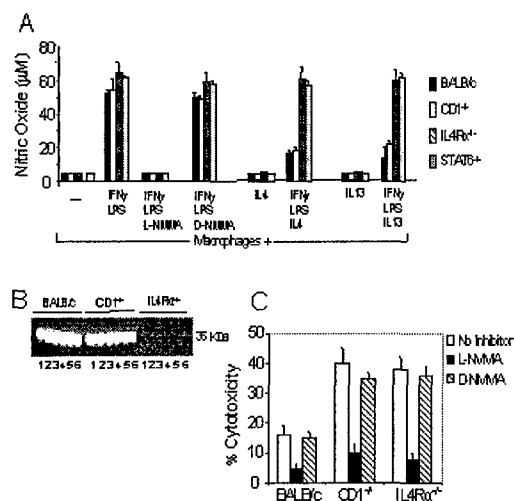 A
Nitric Oxide (μM)
80
60
40
20
0
BALB/c
CD1⁺
IL4Rα⁺
STAT6⁺
—
IFNγ LPS
IFNγ LPS L-NMMA
IFNγ LPS D-NMMA
IL4
IFNγ LPS IL4
IL13
IFNγ LPS IL13
Macrophages +
B
BALB/c CD1⁺ IL4Rα⁺
35 KDa
123456 123456 123456
C
% Cytotoxicity
50
40
30
20
10
0
No Inhibitor
L-NMMA
D-NMMA
BALB/c CD1⁻/⁻ IL4Rα⁻/⁻